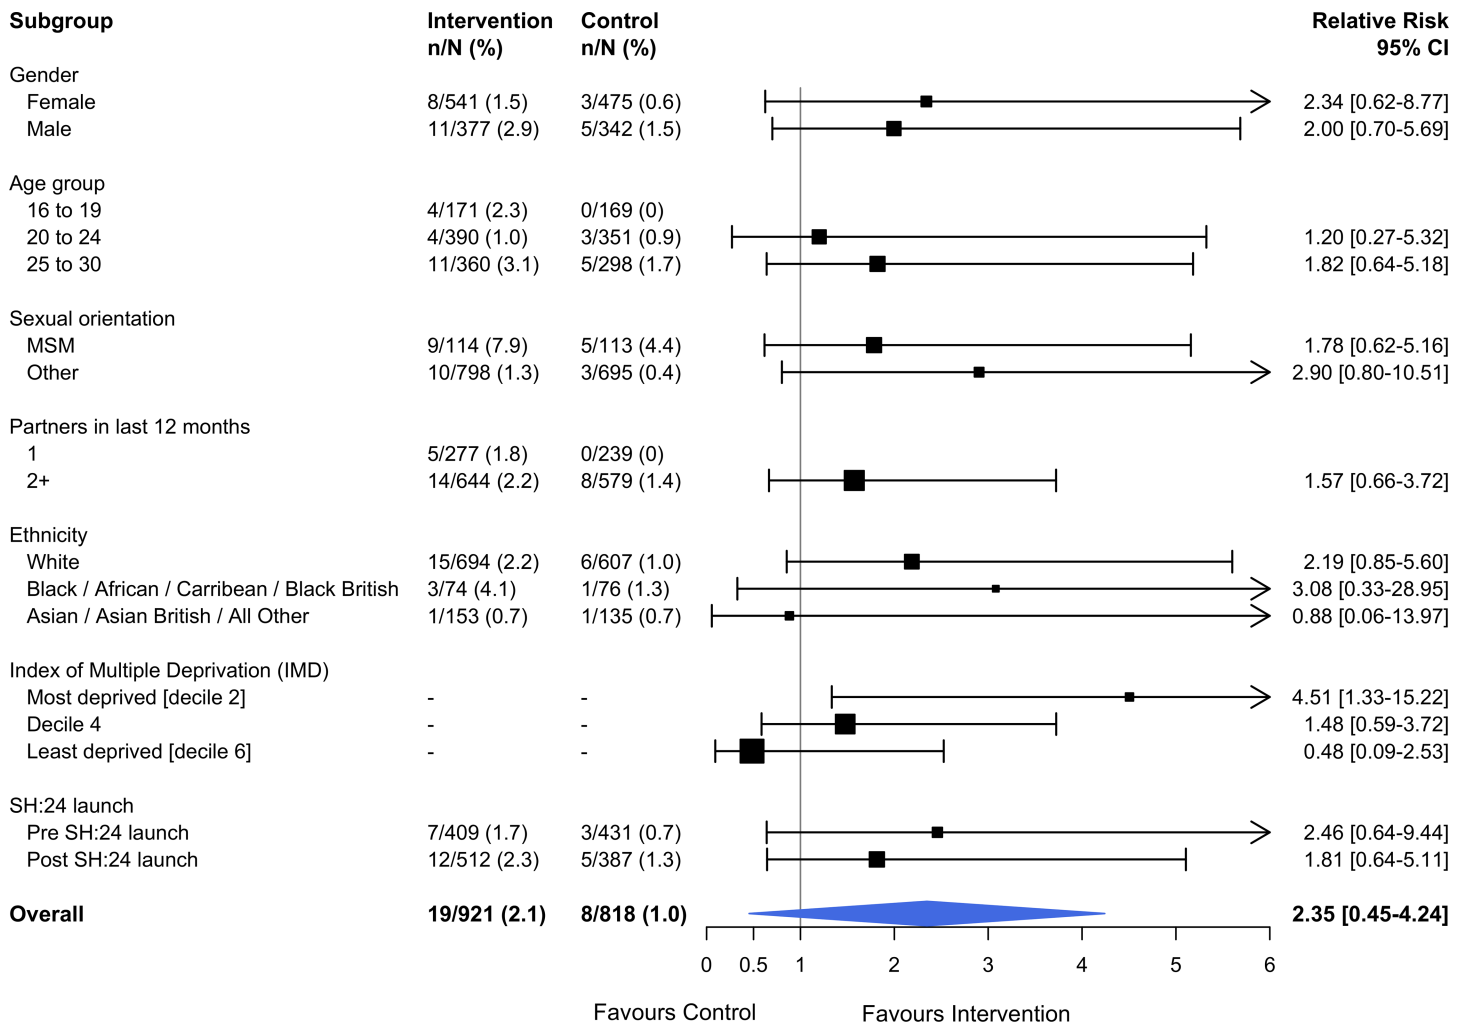 Subgroup Intervention Control Relative Risk
n/N (%) n/N (%) 95% CI
Gender
Female 8/541 (1.5) 3/475 (0.6) 2.34 [0.62-8.77]
Male 11/377 (2.9) 5/342 (1.5) 2.00 [0.70-5.69]
Age group
16 to 19 4/171 (2.3) 0/169 (0)
20 to 24 4/390 (1.0) 3/351 (0.9) 1.20 [0.27-5.32]
25 to 30 11/360 (3.1) 5/298 (1.7) 1.82 [0.64-5.18]
Sexual orientation
MSM 9/114 (7.9) 5/113 (4.4) 1.78 [0.62-5.16]
Other 10/798 (1.3) 3/695 (0.4) 2.90 [0.80-10.51]
Partners in last 12 months
1 5/277 (1.8) 0/239 (0)
2+ 14/644 (2.2) 8/579 (1.4) 1.57 [0.66-3.72]
Ethnicity
White 15/694 (2.2) 6/607 (1.0) 2.19 [0.85-5.60]
Black / African / Carribean / Black British 3/74 (4.1) 1/76 (1.3) 3.08 [0.33-28.95]
Asian / Asian British / All Other 1/153 (0.7) 1/135 (0.7) 0.88 [0.06-13.97]
Index of Multiple Deprivation (IMD)
Most deprived [decile 2] - - 4.51 [1.33-15.22]
Decile 4 - - 1.48 [0.59-3.72]
Least deprived [decile 6] - - 0.48 [0.09-2.53]
SH:24 launch
Pre SH:24 launch 7/409 (1.7) 3/431 (0.7) 2.46 [0.64-9.44]
Post SH:24 launch 12/512 (2.3) 5/387 (1.3) 1.81 [0.64-5.11]
Overall 19/921 (2.1) 8/818 (1.0) 2.35 [0.45-4.24]
0 0.5 1 2 3 4 5 6
Favours Control Favours Intervention